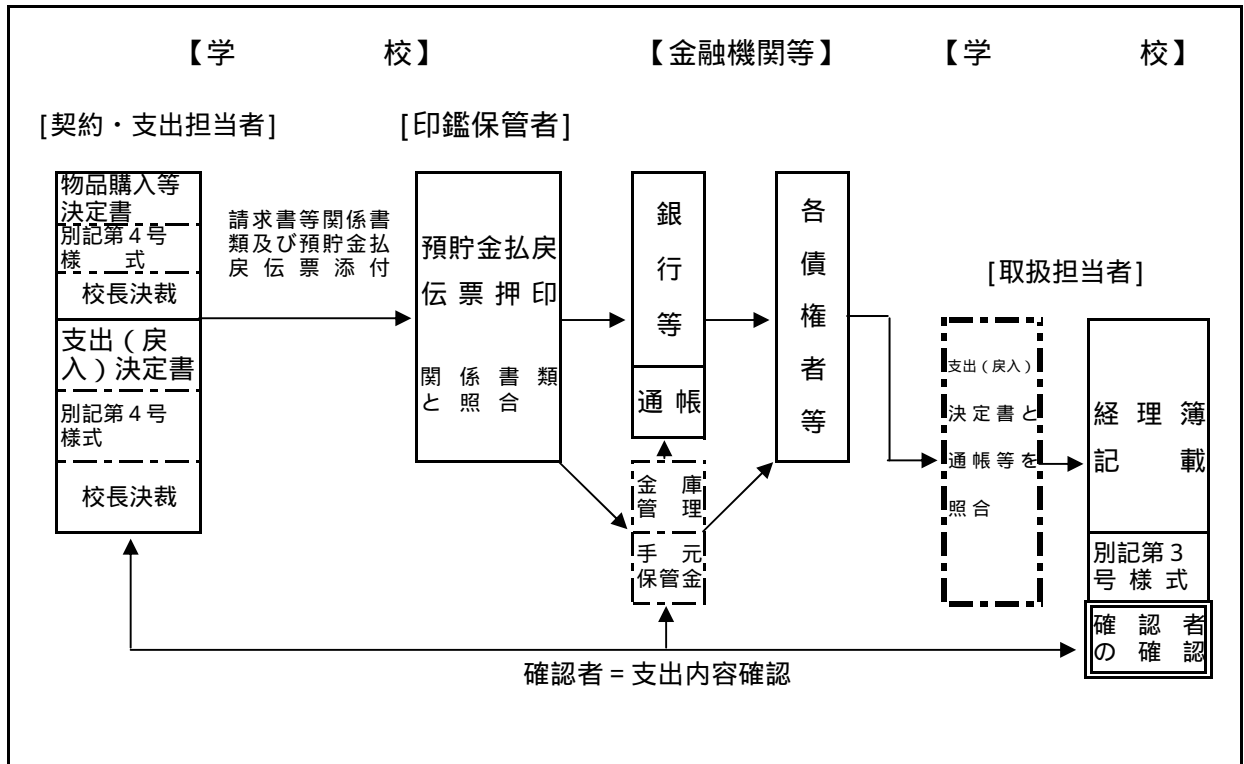 【学　　　校】　　　【金融機関等】　　　【学　　　校】
[契約・支出担当者]
[印鑑保管者]
物品購入等
決定書
別記第４号
様　　式
校長決裁
支出（戻
入）決定書
別記第４号
様式
校長決裁
請求書等関係書
類及び預貯金払
戻伝票添付
預貯金払戻
伝票押印
関係書類
と照合
銀
行
等
通帳
金庫
管理
手元
保管金
各
債
権
者
等
[取扱担当者]
支出（戻入）
決定書と
通帳等を
照合
経理簿
記　　載
別記第３
号様式
確認者
の確認
確認者＝支出内容確認